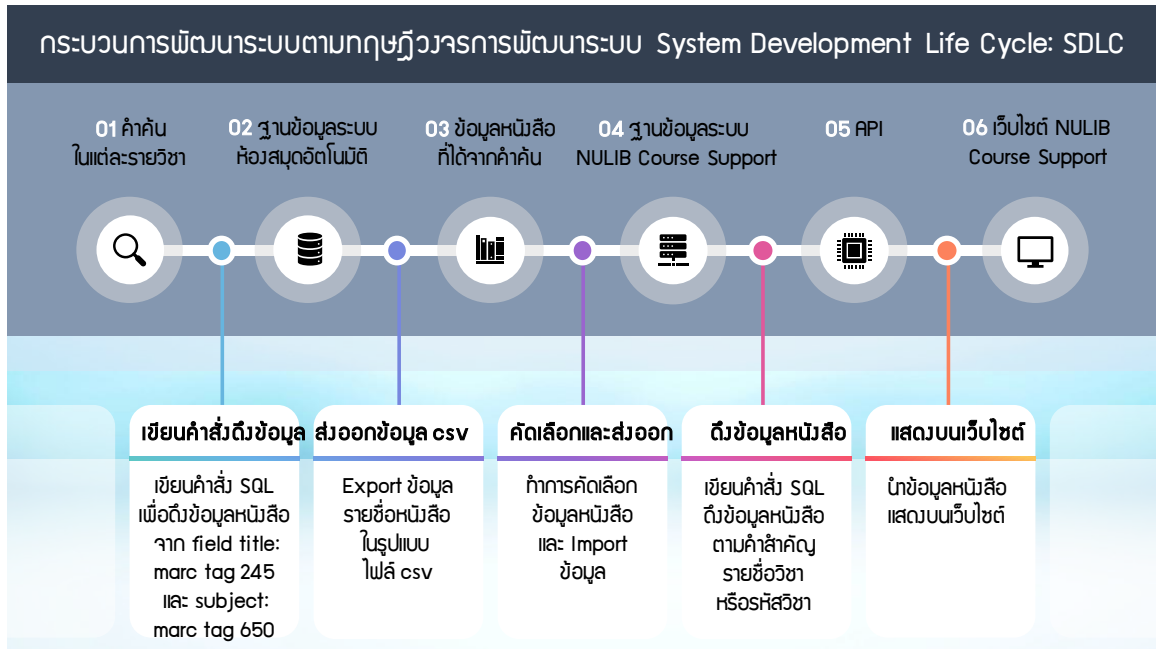 กระบวนการพัฒนาระบบตามทฤษฎีวงจรการพัฒนาระบบ System Development Life Cycle: SDLC
01 คำค้น
ในแต่ละรายวิชา
02 ฐานข้อมูลระบบ
ห้องสมุดอัตโนมัติ
03 ข้อมูลหนังสือ
ที่ได้จากคำค้น
04 ฐานข้อมูลระบบ
NULIB Course Support
05 API
06 เว็บไซต์ NULIB
Course Support
เขียนคำสั่งดึงข้อมูล
เขียนคำสั่ง SQL
เพื่อดึงข้อมูลหนังสือ
จาก field title:
marc tag 245
และ subject:
marc tag 650
ส่งออกข้อมูล csv
Export ข้อมูล
รายชื่อหนังสือ
ในรูปแบบ
ไฟล์ csv
คัดเลือกและส่งออก
ทำการคัดเลือก
ข้อมูลหนังสือ
และ Import
ข้อมูล
ดึงข้อมูลหนังสือ
เขียนคำสั่ง SQL
ดึงข้อมูลหนังสือ
ตามคำสำคัญ
รายชื่อวิชา
หรือรหัสวิชา
แสดงบนเว็บไซต์
นำข้อมูลหนังสือ
แสดงบนเว็บไซต์